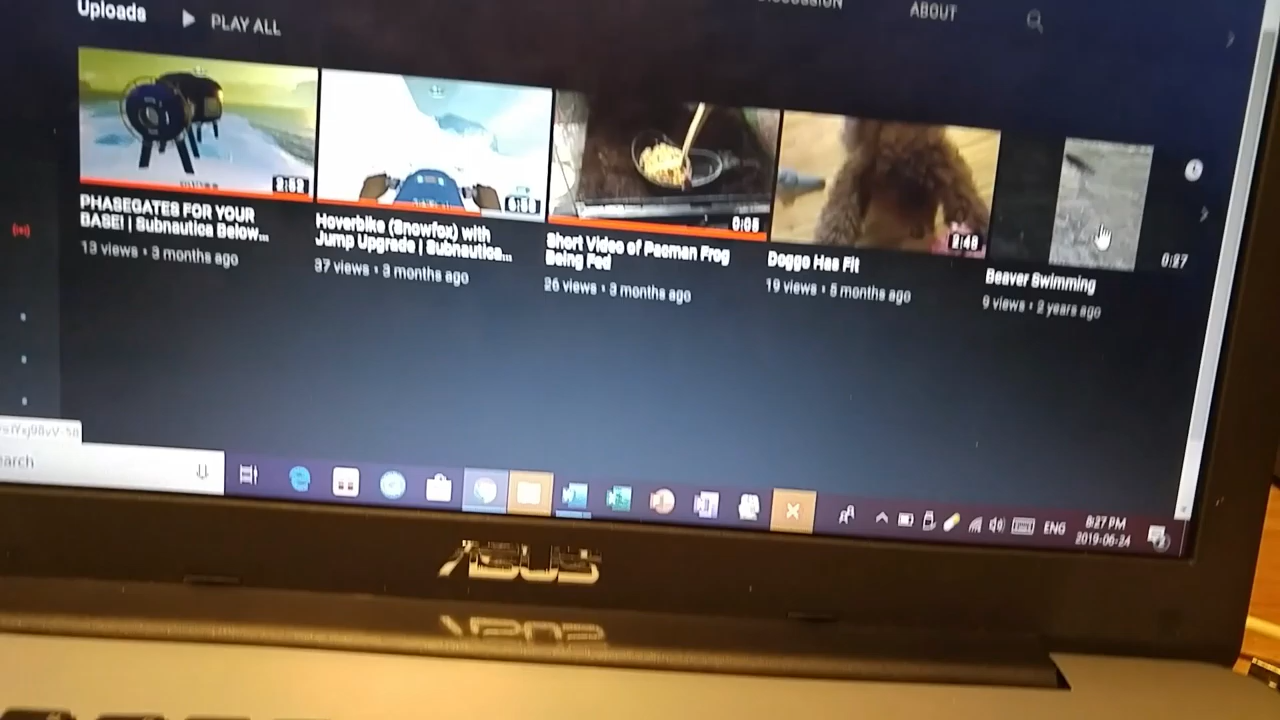 Uploads
PLAY ALL
ABOUT
2:52
0:08
2:48
0:27
PHASEGATES FOR YOUR
BASE! | Subnautica Below...
13 views • 3 months ago
Hoverbike (Snowfox) with
Jump Upgrade | Subnautica...
37 views • 3 months ago
Short Video of Pacman Frog
Being Fed
26 views • 3 months ago
Doggo Has Fit
19 views • 5 months ago
Beaver Swimming
9 views • 2 years ago
earch
ENG
8:27 PM
2019-06-24
ASUS